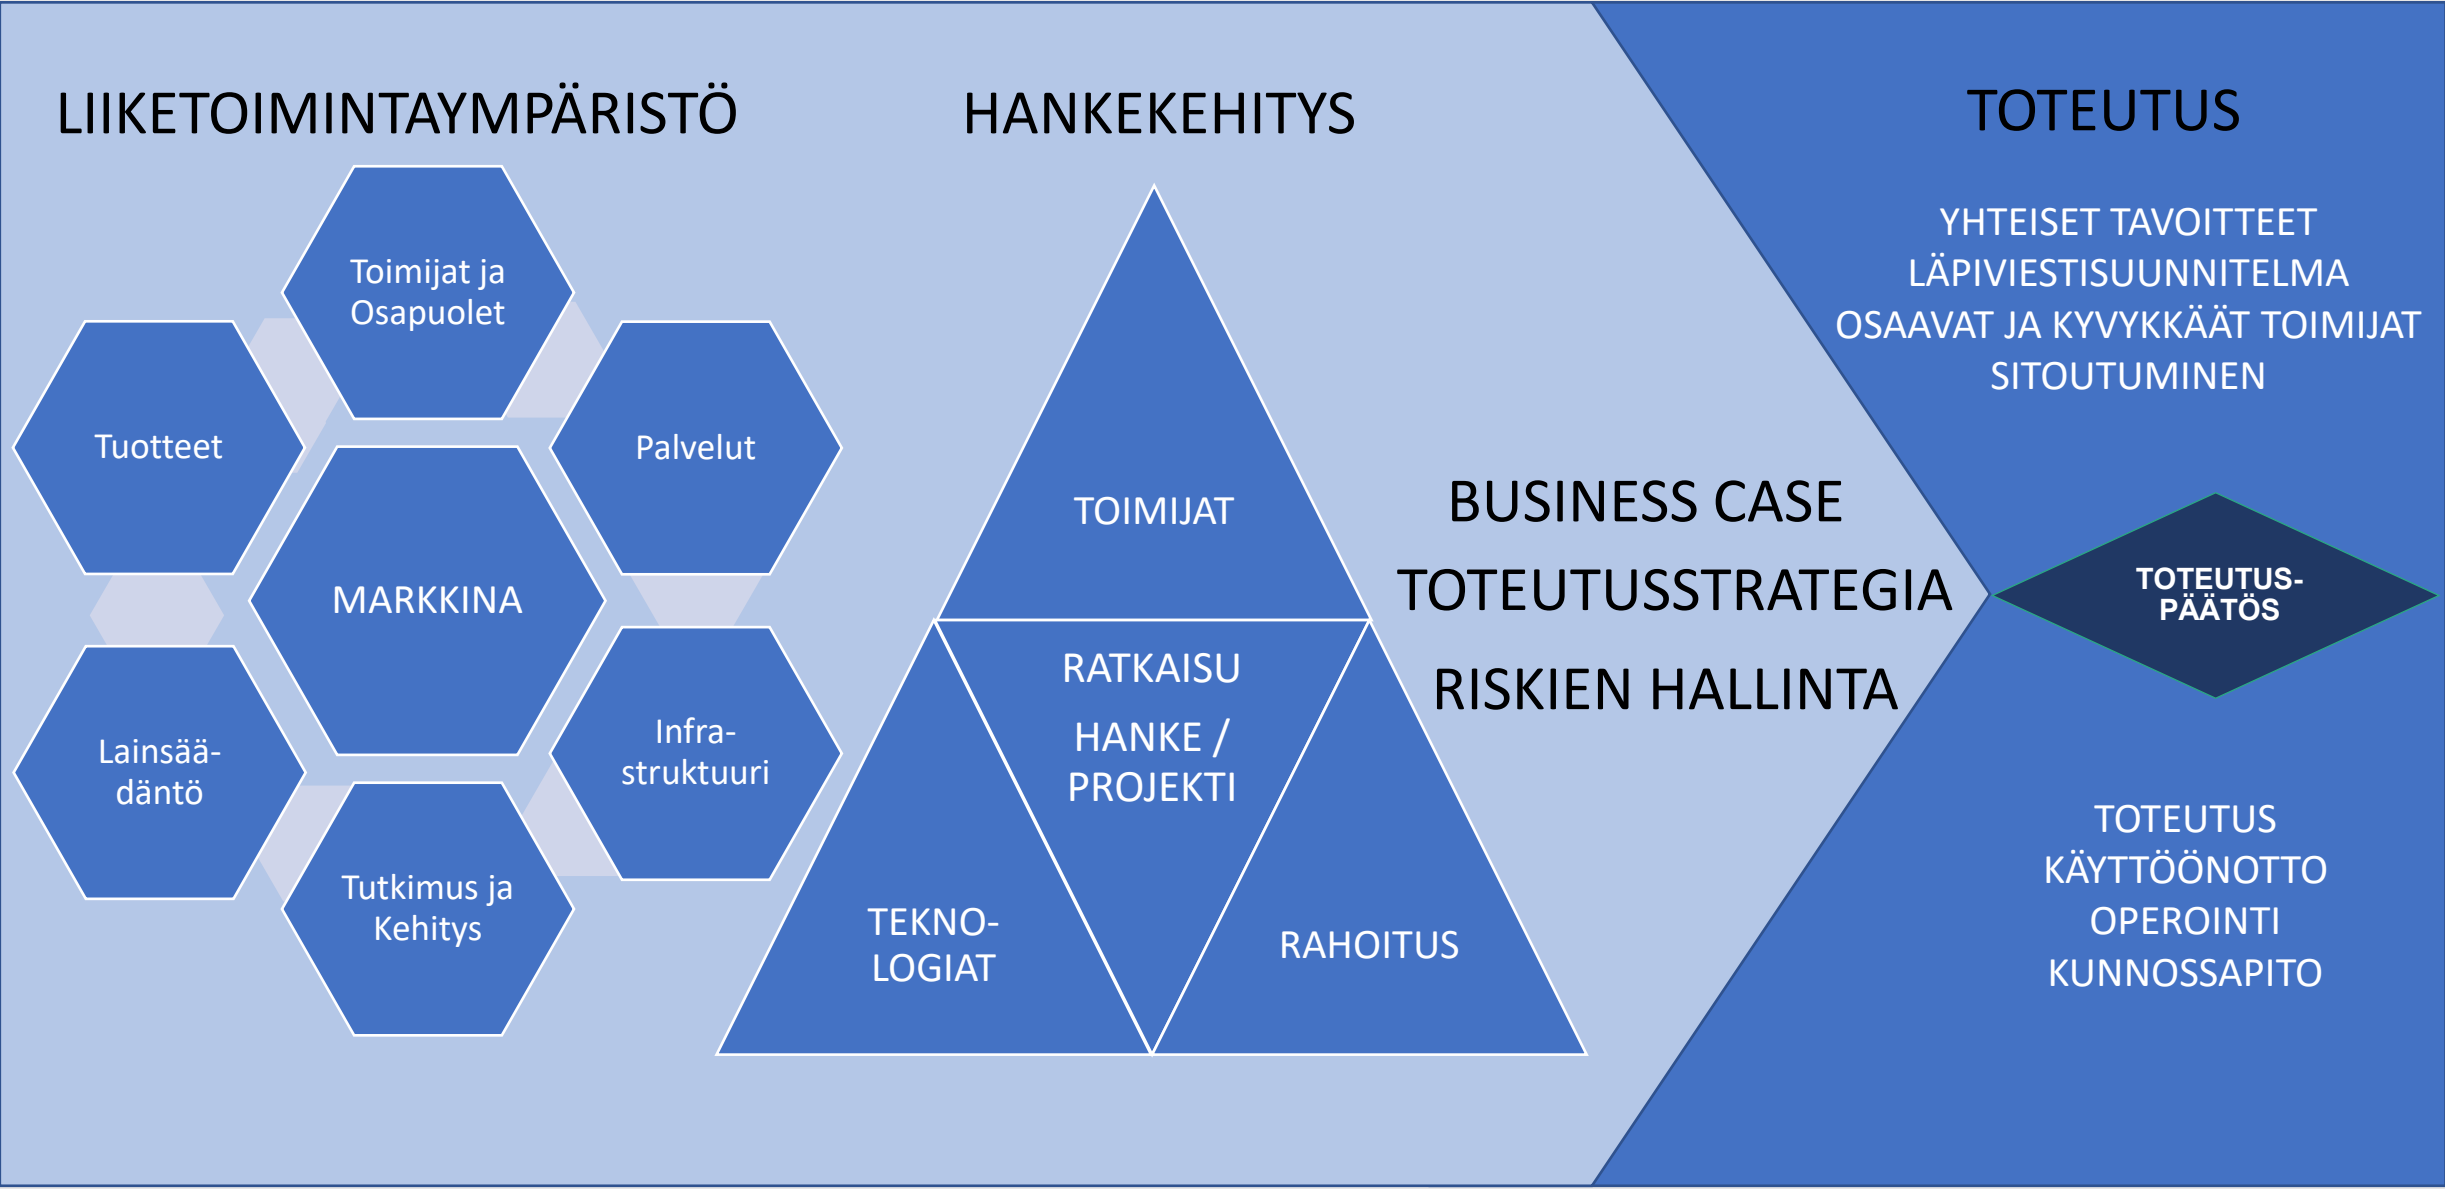 LIIKETOIMINTAYMPÄRISTÖ
Toimijat ja
Osapuolet
Tuotteet
Palvelut
MARKKINA
Lainsää-
däntö
Infra-
struktuuri
Tutkimus ja
Kehitys
HANKEKEHITYS
TOIMIJAT
RATKAISU
HANKE /
PROJEKTI
TEKNO-
LOGIAT
RAHOITUS
BUSINESS CASE
TOTEUTUSSTRATEGIA
RISKIEN HALLINTA
TOTEUTUS
YHTEISET TAVOITTEET
LÄPIVIESTISUUNNITELMA
OSAAVAT JA KYVYKKÄÄT TOIMIJAT
SITOUTUMINEN
TOTEUTUS-
PÄÄTÖS
TOTEUTUS
KÄYTTÖÖNOTTO
OPEROINTI
KUNNOSSAPITO